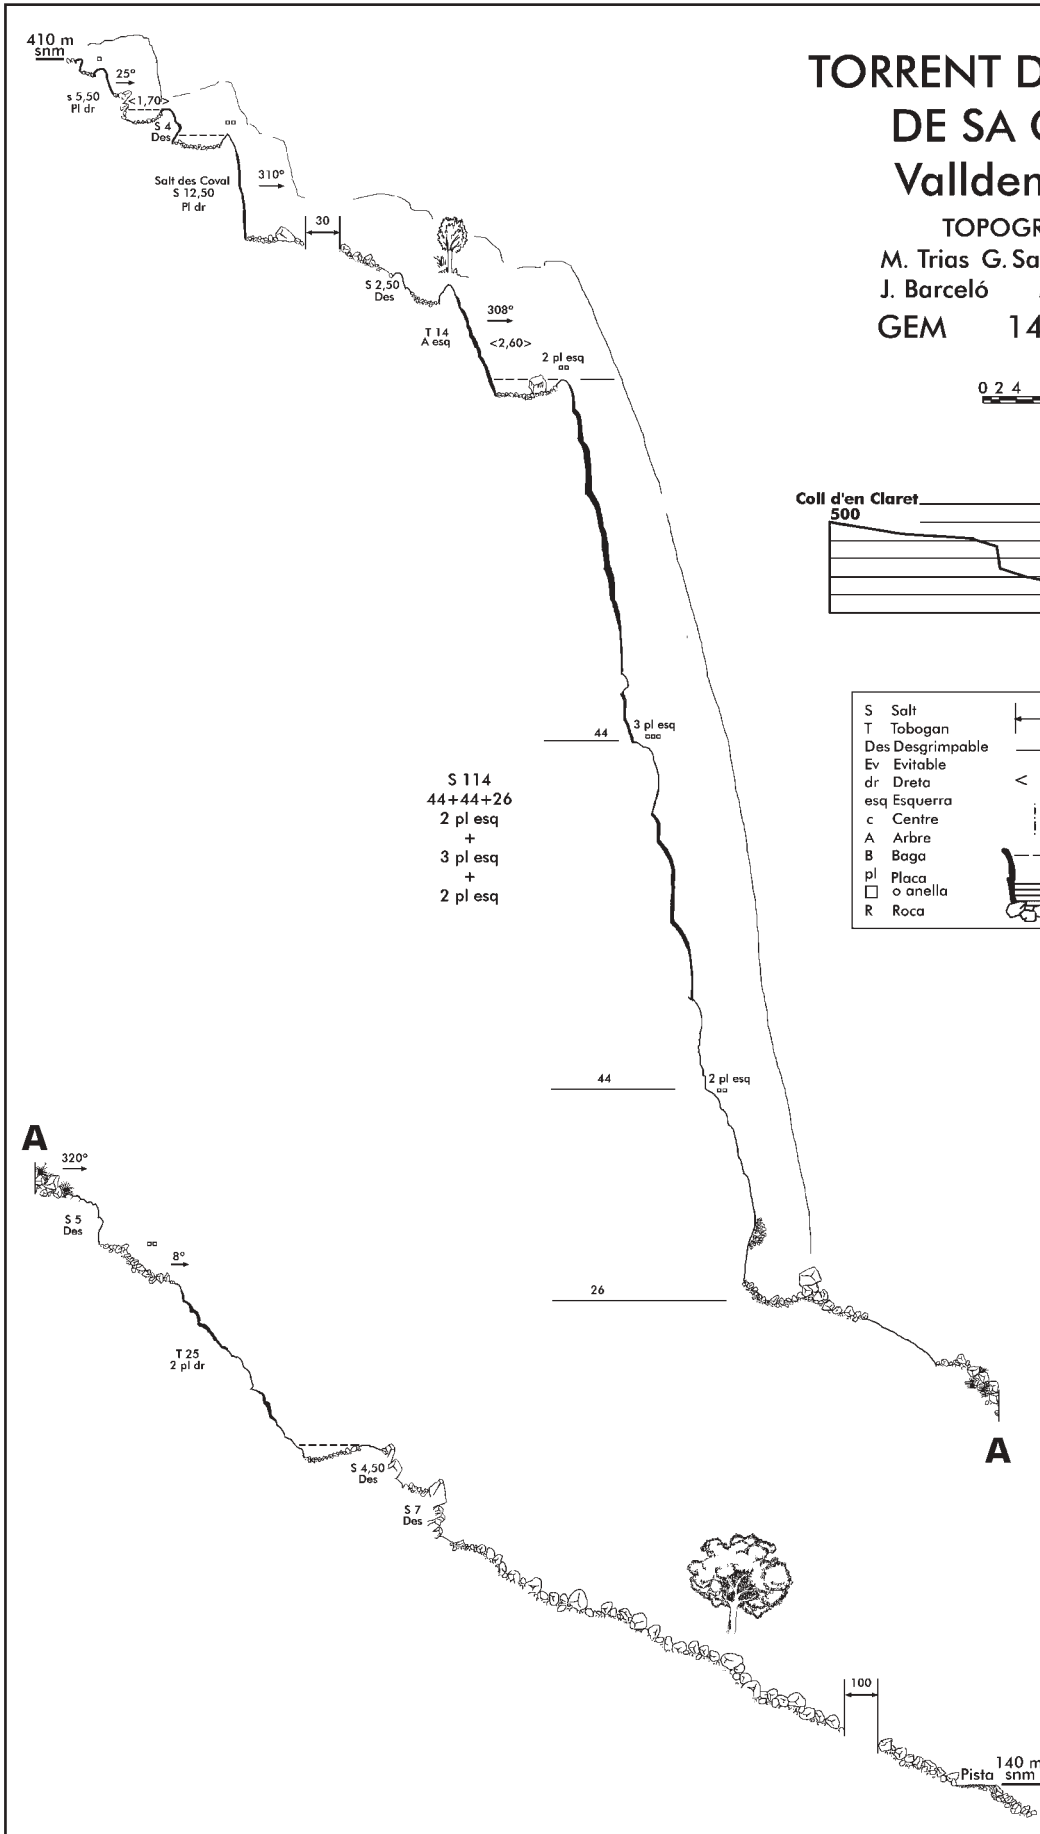 TORRENT D
DE SA
Vallden
TOPOGR
M. Trias G. Sa
J. Barceló
GEM 14
0 2 4
410 m
snm
25°
s 5,50
Pl dr
<1,70>
S 4
Des
Salt des Coval
S 12,50
Pl dr
310°
30
S 2,50
Des
T 14
A esq
308°
<2,60>
2 pl esq
Coll d'en Claret
500
S Salt
T Tobogan
Des Desgrimpable
Ev Evitable
dr Dreta
esq Esquerra
c Centre
A Arbre
B Baga
pl Placa
□ o anella
R Roca
<
44
3 pl esq
S 114
44+44+26
2 pl esq
+
3 pl esq
+
2 pl esq
44
2 pl esq
26
A
A
320°
S 5
Des
8°
T 25
2 pl dr
S 4,50
Des
S 7
Des
100
Pista
140 m
snm